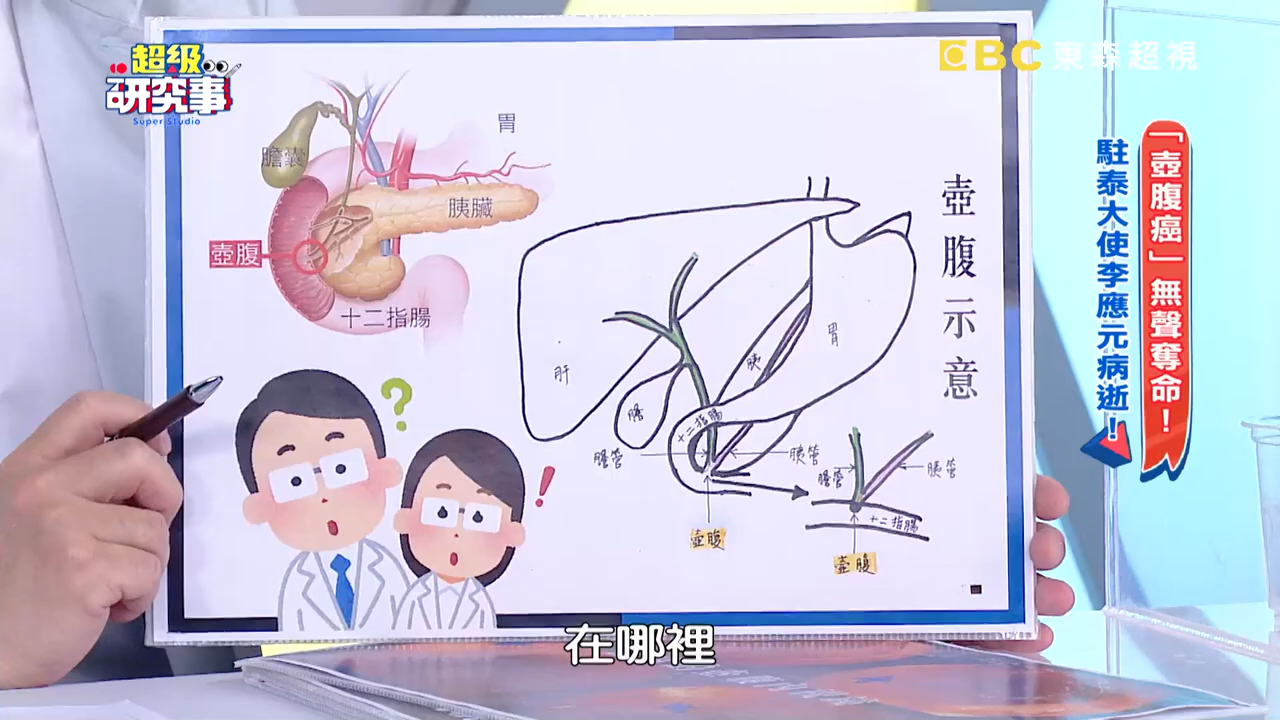 超級
研究事
Super Studio
EBC 東森超視
「壺腹癌」無聲奪命！
駐泰大使李應元病逝！
壺腹示意
胃
膽囊
胰臟
壺腹
十二指腸
肝
膽
胰
胃
十二指腸
膽管
胰管
壺腹
膽管
胰管
十二指腸
壺腹
在哪裡